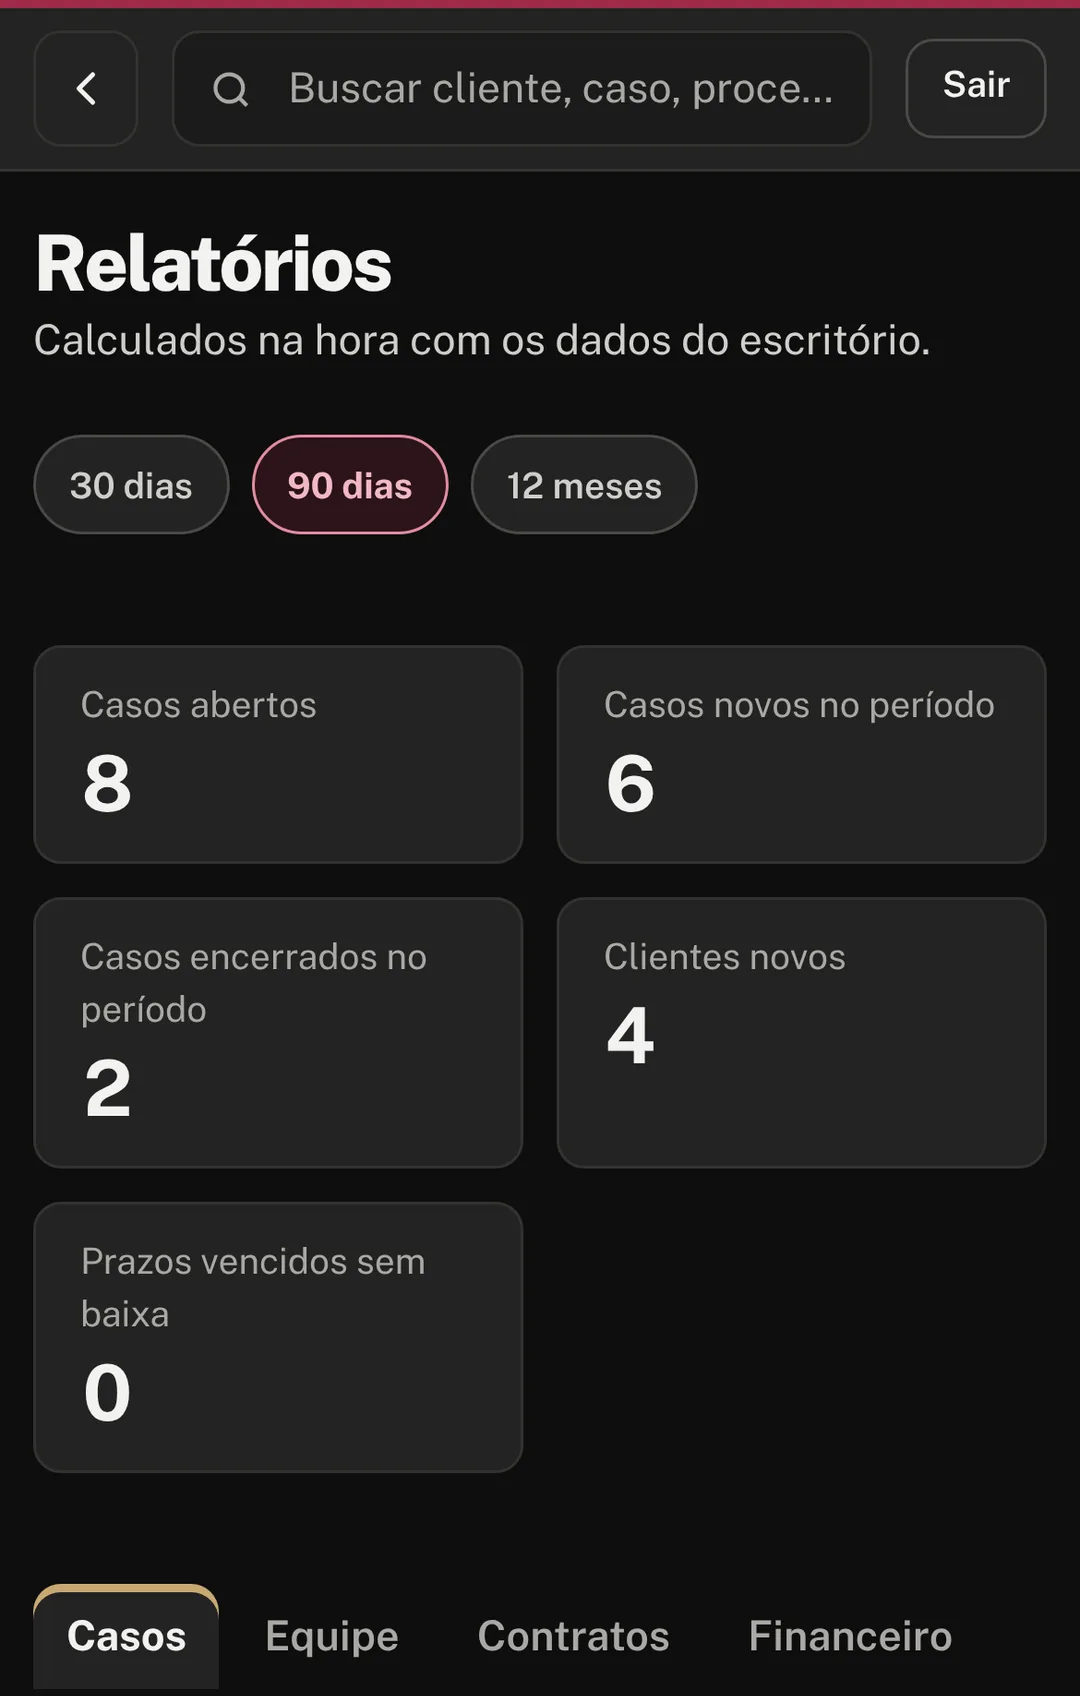 Buscar cliente, caso, proce...
Sair
Relatórios
Calculados na hora com os dados do escritório.
30 dias
90 dias
12 meses
Casos abertos
8
Casos novos no período
6
Casos encerrados no
período
2
Clientes novos
4
Prazos vencidos sem
baixa
0
Casos
Equipe
Contratos
Financeiro